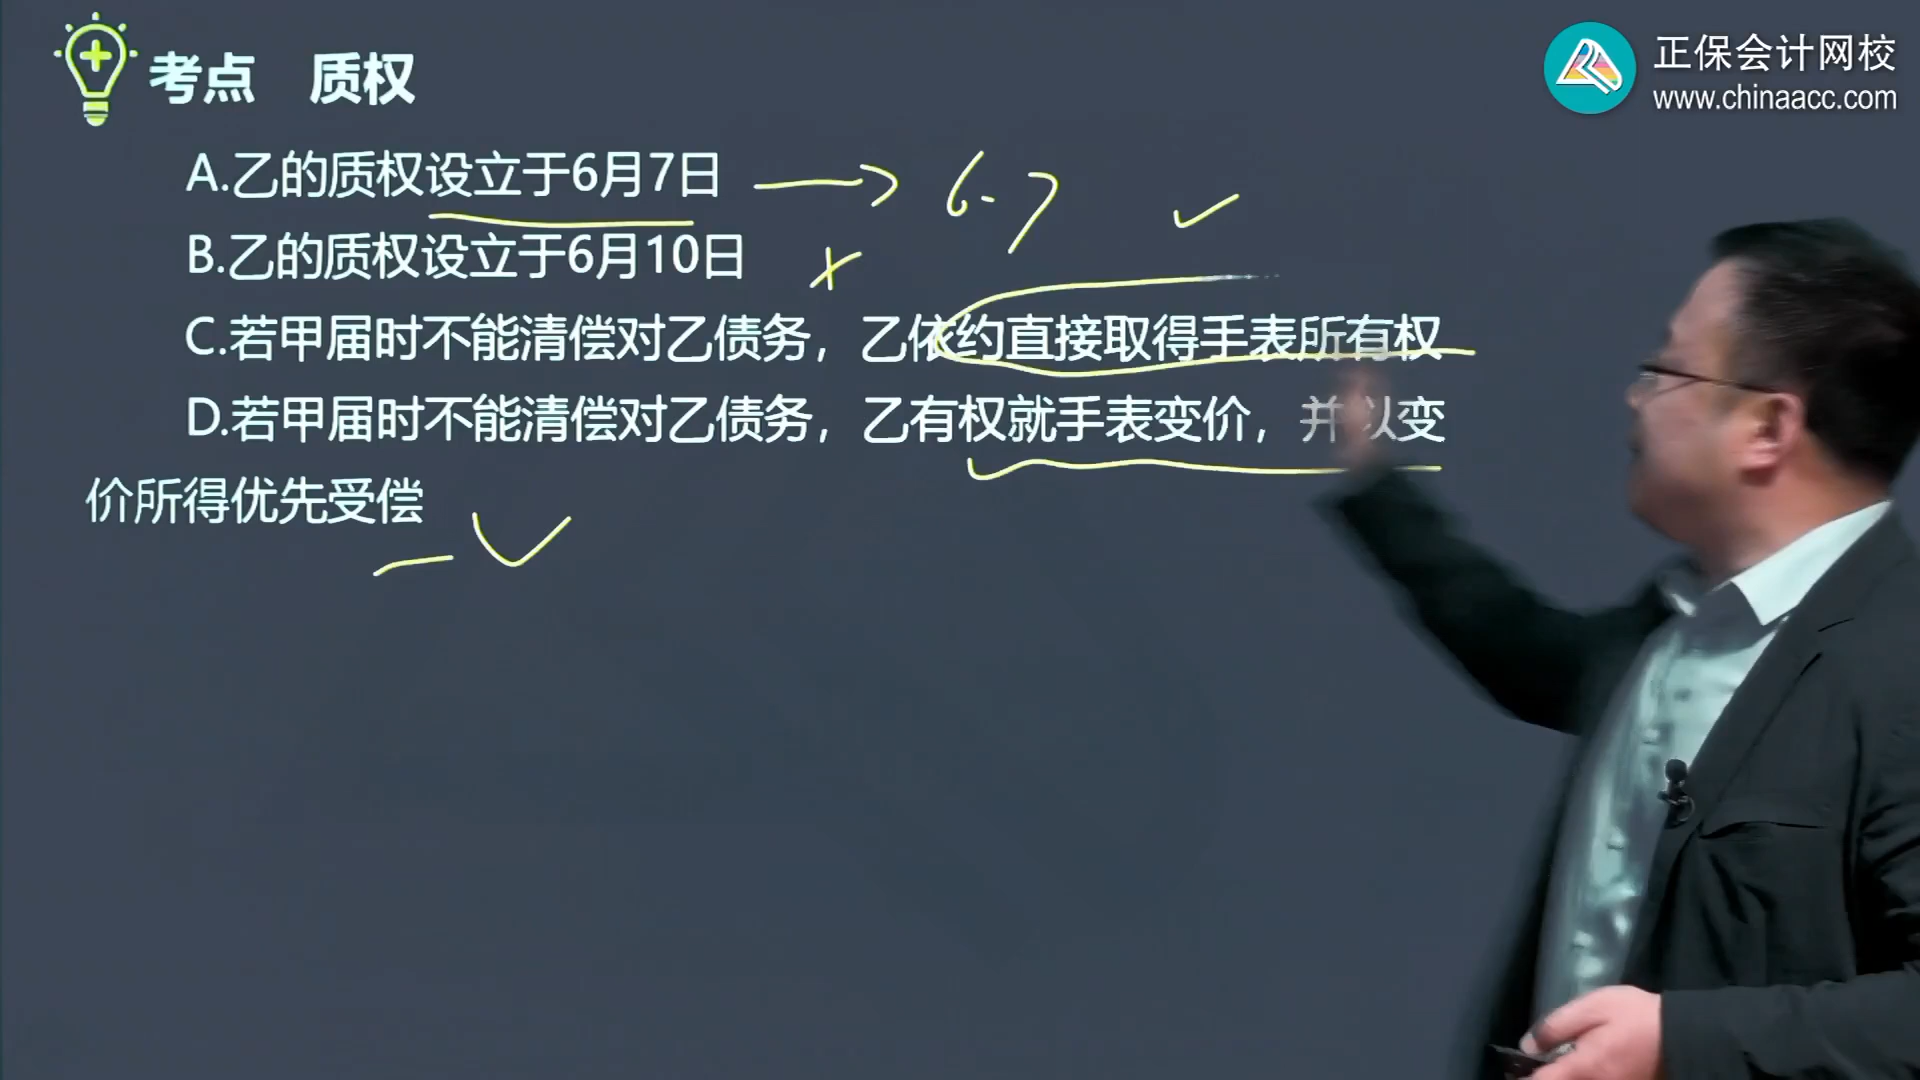 考点 质权
正保会计网校
www.chinaacc.com
A.乙的质权设立于6月7日 6-7
B.乙的质权设立于6月10日
C.若甲届时不能清偿对乙债务，乙依约直接取得手表所有权
D.若甲届时不能清偿对乙债务，乙有权就手表变价，并以变
价所得优先受偿